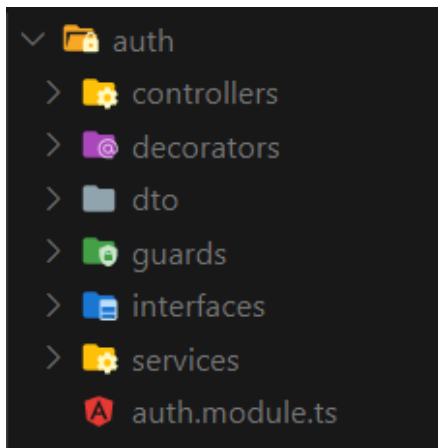 auth
controllers
decorators
dto
guards
interfaces
services
auth.module.ts